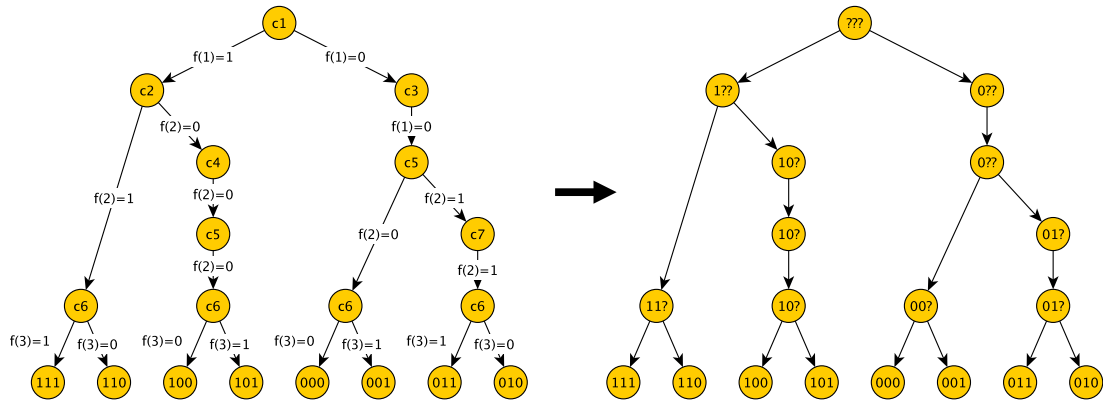 c1 ???
f(1)=1 f(1)=0
c2 c3 1?? 0??
f(2)=0 f(1)=0
c4 c5 10? 0??
f(2)=1 f(2)=0 f(2)=1
f(2)=0
c5 c7 10? 01?
f(2)=0 f(2)=1
c6 c6 c6 c6 11? 10? 00? 01?
f(3)=1 f(3)=0 f(3)=0 f(3)=1 f(3)=0 f(3)=1 f(3)=1 f(3)=0
111 110 100 101 000 001 011 010 111 110 100 101 000 001 011 010